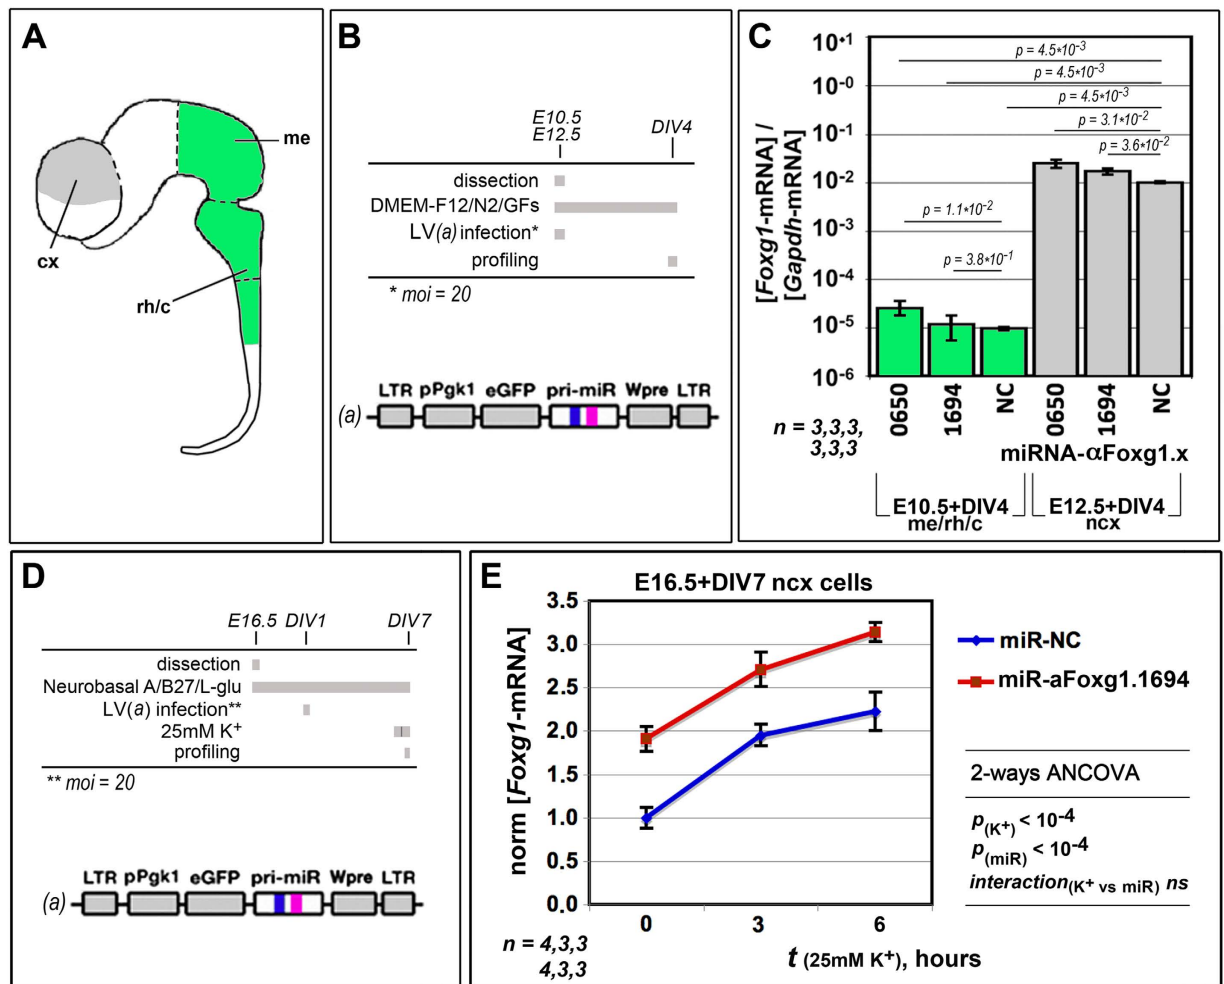 A
me
cx
rh/c
B
E10.5
E12.5
DIV4
dissection
DMEM-F12/N2/GFs
LV(a) infection*
profiling
* moi = 20
LTR pPgk1 eGFP pri-miR Wpre LTR
(a)
C
[Foxg1-mRNA] /
[Gapdh-mRNA]
10+1
10-0
10-1
10-2
10-3
10-4
10-5
10-6
p = 4.5*10-3
p = 4.5*10-3
p = 4.5*10-3
p = 3.1*10-2
p = 3.6*10-2
p = 1.1*10-2
p = 3.8*10-1
0650
1694
NC
0650
1694
NC
n = 3,3,3,
3,3,3
miRNA-αFoxg1.x
E10.5+DIV4
me/rh/c
E12.5+DIV4
ncx
D
E16.5 DIV1 DIV7
dissection
Neurobasal A/B27/L-glu
LV(a) infection**
25mM K+
profiling
** moi = 20
LTR pPgk1 eGFP pri-miR Wpre LTR
(a)
E
E16.5+DIV7 ncx cells
norm [Foxg1-mRNA]
3.5
3.0
2.5
2.0
1.5
1.0
0.5
0.0
0 3 6
n = 4,3,3
4,3,3
t (25mM K+), hours
miR-NC
miR-aFoxg1.1694
2-ways ANCOVA
p(K+) < 10-4
p(miR) < 10-4
interaction(K+ vs miR) ns